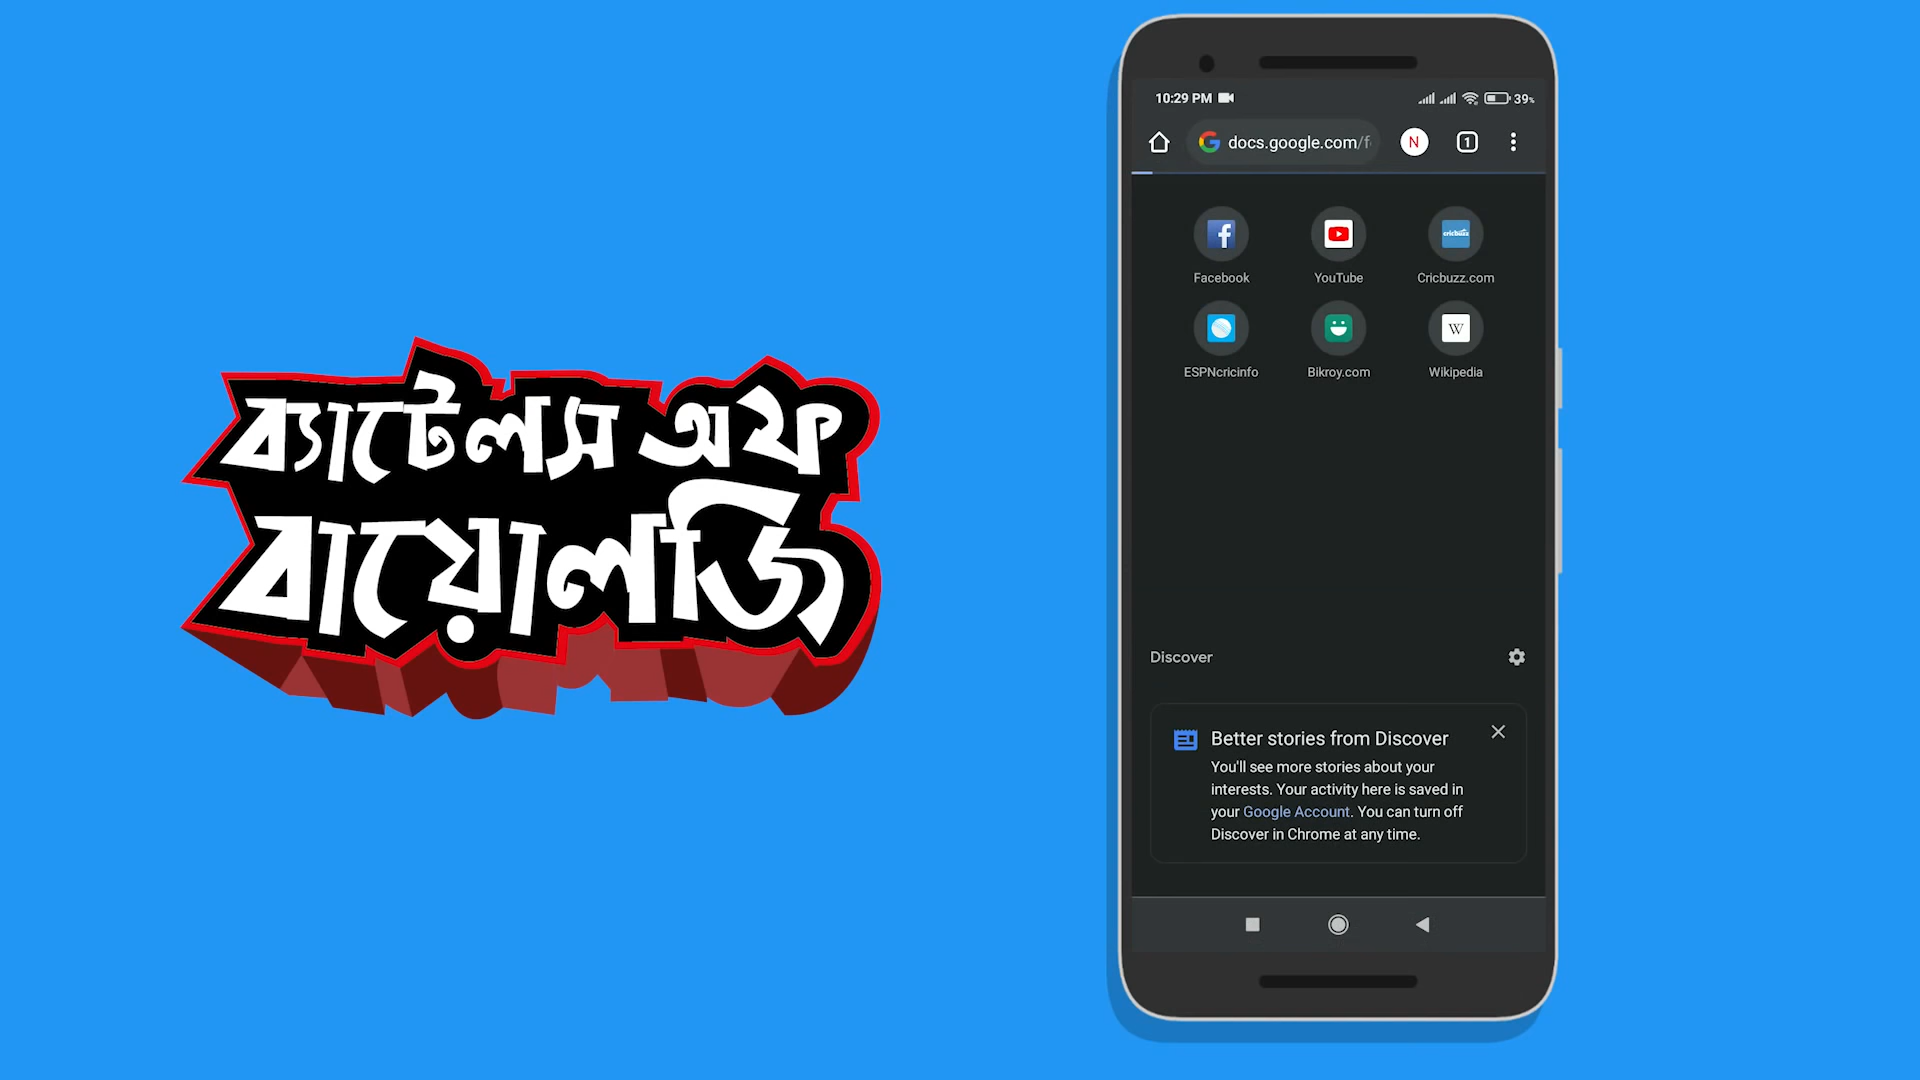 ব্যাটেলস অফ
বায়োলজি
10:29 PM
39%
docs.google.com/f
N
1
Facebook
YouTube
cricbuzz
Cricbuzz.com
ESPNcricinfo
Bikroy.com
W
Wikipedia
Discover
Better stories from Discover
You'll see more stories about your
interests. Your activity here is saved in
your Google Account. You can turn off
Discover in Chrome at any time.